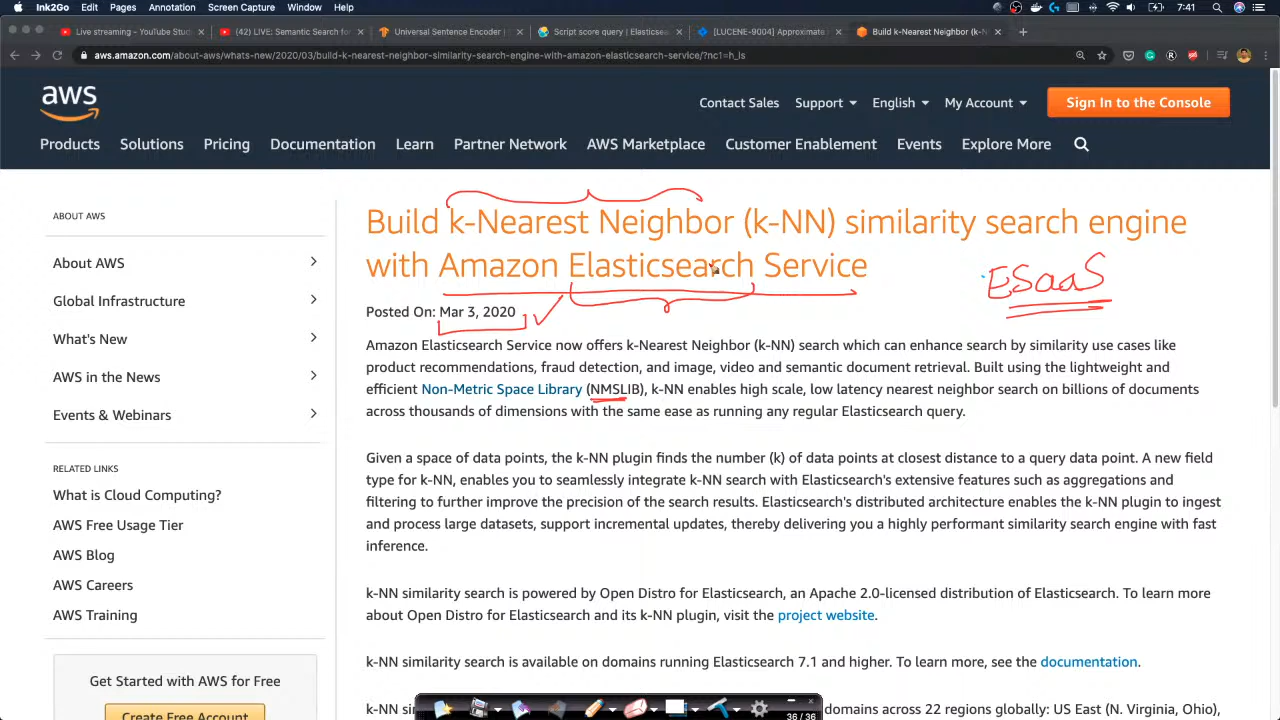 Ink2Go Edit Pages Annotation Screen Capture Window Help 7:41
Live streaming - YouTube Stud
(42) LIVE: Semantic Search for
Universal Sentence Encoder
Script score query | Elasticsea
[LUCENE-9004] Approximate
Build k-Nearest Neighbor (k-N
aws.amazon.com/about-aws/whats-new/2020/03/build-k-nearest-neighbor-similarity-search-engine-with-amazon-elasticsearch-service/?nc1=h_ls
aws
Contact Sales Support English My Account Sign In to the Console
Products Solutions Pricing Documentation Learn Partner Network AWS Marketplace Customer Enablement Events Explore More
ABOUT AWS
About AWS
Global Infrastructure
What's New
AWS in the News
Events & Webinars
RELATED LINKS
What is Cloud Computing?
AWS Free Usage Tier
AWS Blog
AWS Careers
AWS Training
Get Started with AWS for Free
Create Free Account
Build k-Nearest Neighbor (k-NN) similarity search engine
with Amazon Elasticsearch Service
ESaaS
Posted On: Mar 3, 2020
Amazon Elasticsearch Service now offers k-Nearest Neighbor (k-NN) search which can enhance search by similarity use cases like
product recommendations, fraud detection, and image, video and semantic document retrieval. Built using the lightweight and
efficient Non-Metric Space Library (NMSLIB), k-NN enables high scale, low latency nearest neighbor search on billions of documents
across thousands of dimensions with the same ease as running any regular Elasticsearch query.
Given a space of data points, the k-NN plugin finds the number (k) of data points at closest distance to a query data point. A new field
type for k-NN, enables you to seamlessly integrate k-NN search with Elasticsearch's extensive features such as aggregations and
filtering to further improve the precision of the search results. Elasticsearch's distributed architecture enables the k-NN plugin to ingest
and process large datasets, support incremental updates, thereby delivering you a highly performant similarity search engine with fast
inference.
k-NN similarity search is powered by Open Distro for Elasticsearch, an Apache 2.0-licensed distribution of Elasticsearch. To learn more
about Open Distro for Elasticsearch and its k-NN plugin, visit the project website.
k-NN similarity search is available on domains running Elasticsearch 7.1 and higher. To learn more, see the documentation.
k-NN si domains across 22 regions globally: US East (N. Virginia, Ohio),
36 / 36